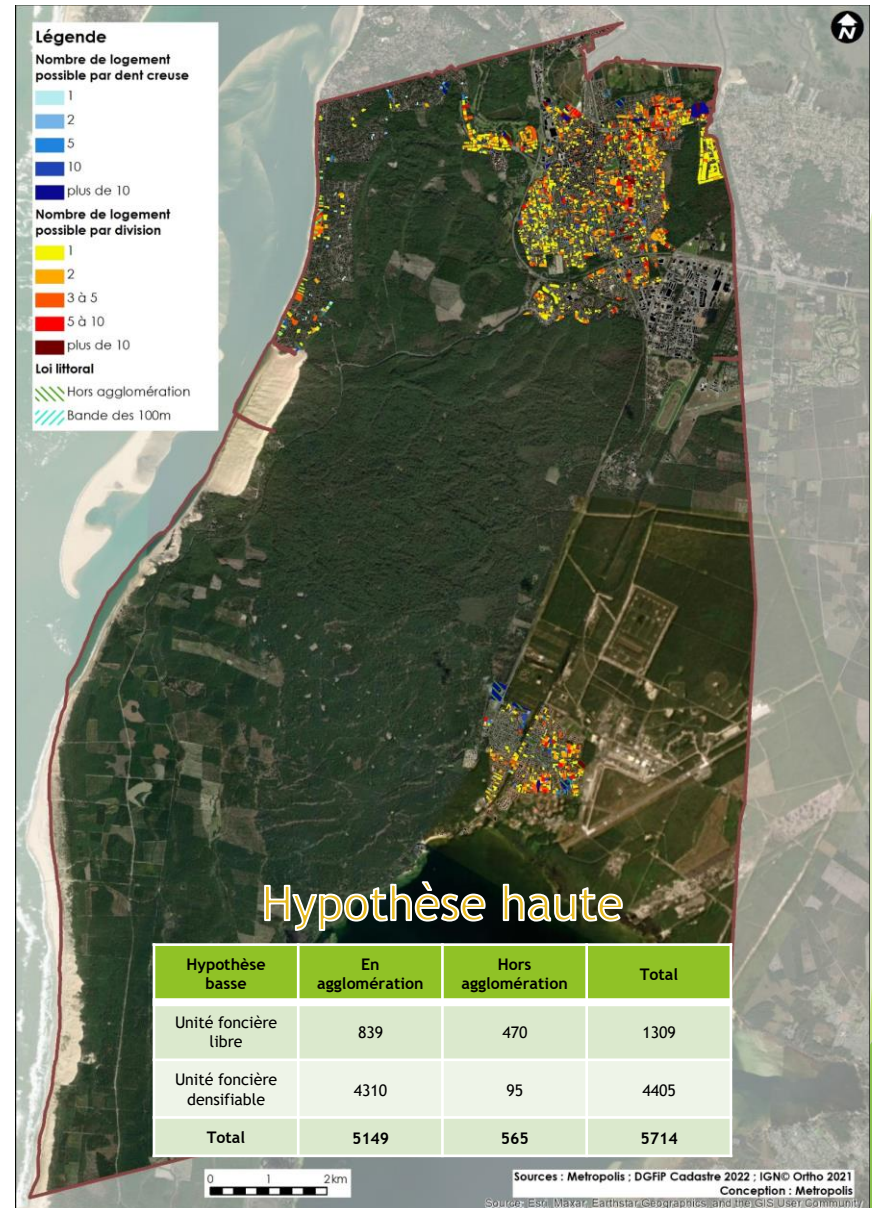 Légende
Nombre de logement
possible par dent creuse
1
2
5
10
plus de 10
Nombre de logement
possible par division
1
2
3 à 5
5 à 10
plus de 10
Loi littoral
Hors agglomération
Bande des 100m
N
Hypothèse haute
Hypothèse basse En agglomération Hors agglomération Total
Unité foncière libre 839 470 1309
Unité foncière densifiable 4310 95 4405
Total 5149 565 5714
0 1 2km
Sources : Metropolis ; DGFiP Cadastre 2022 ; IGN© Ortho 2021
Conception : Metropolis
Source: Esri, Maxar, Earthstar Geographics, and the GIS User Community